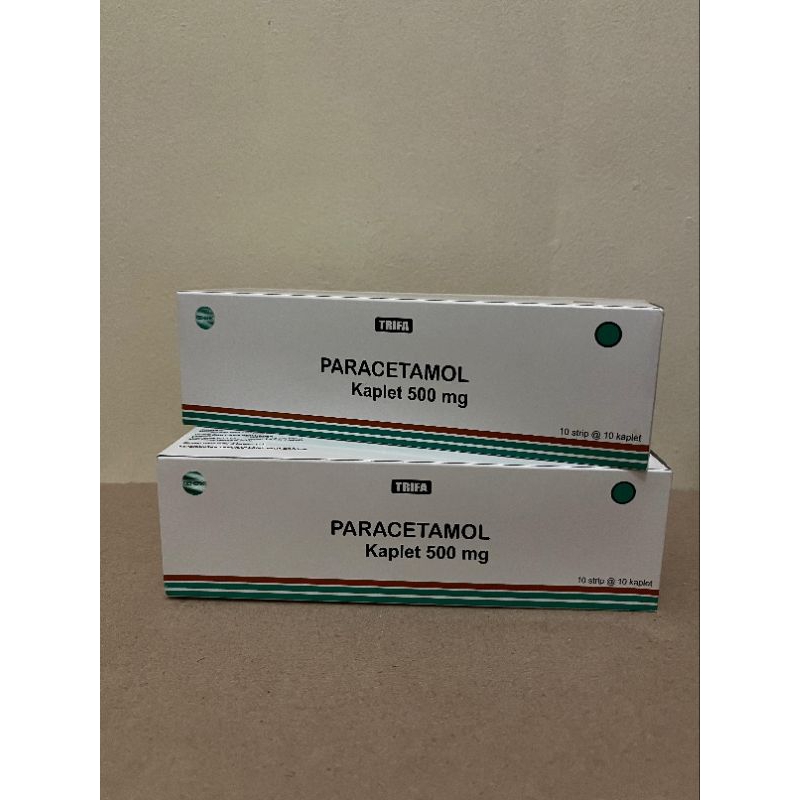 TRIFA
PARACETAMOL
Kaplet 500 mg
10 strip @ 10 kaplet
TRIFA
PARACETAMOL
Kaplet 500 mg
10 strip @ 10 kaplet